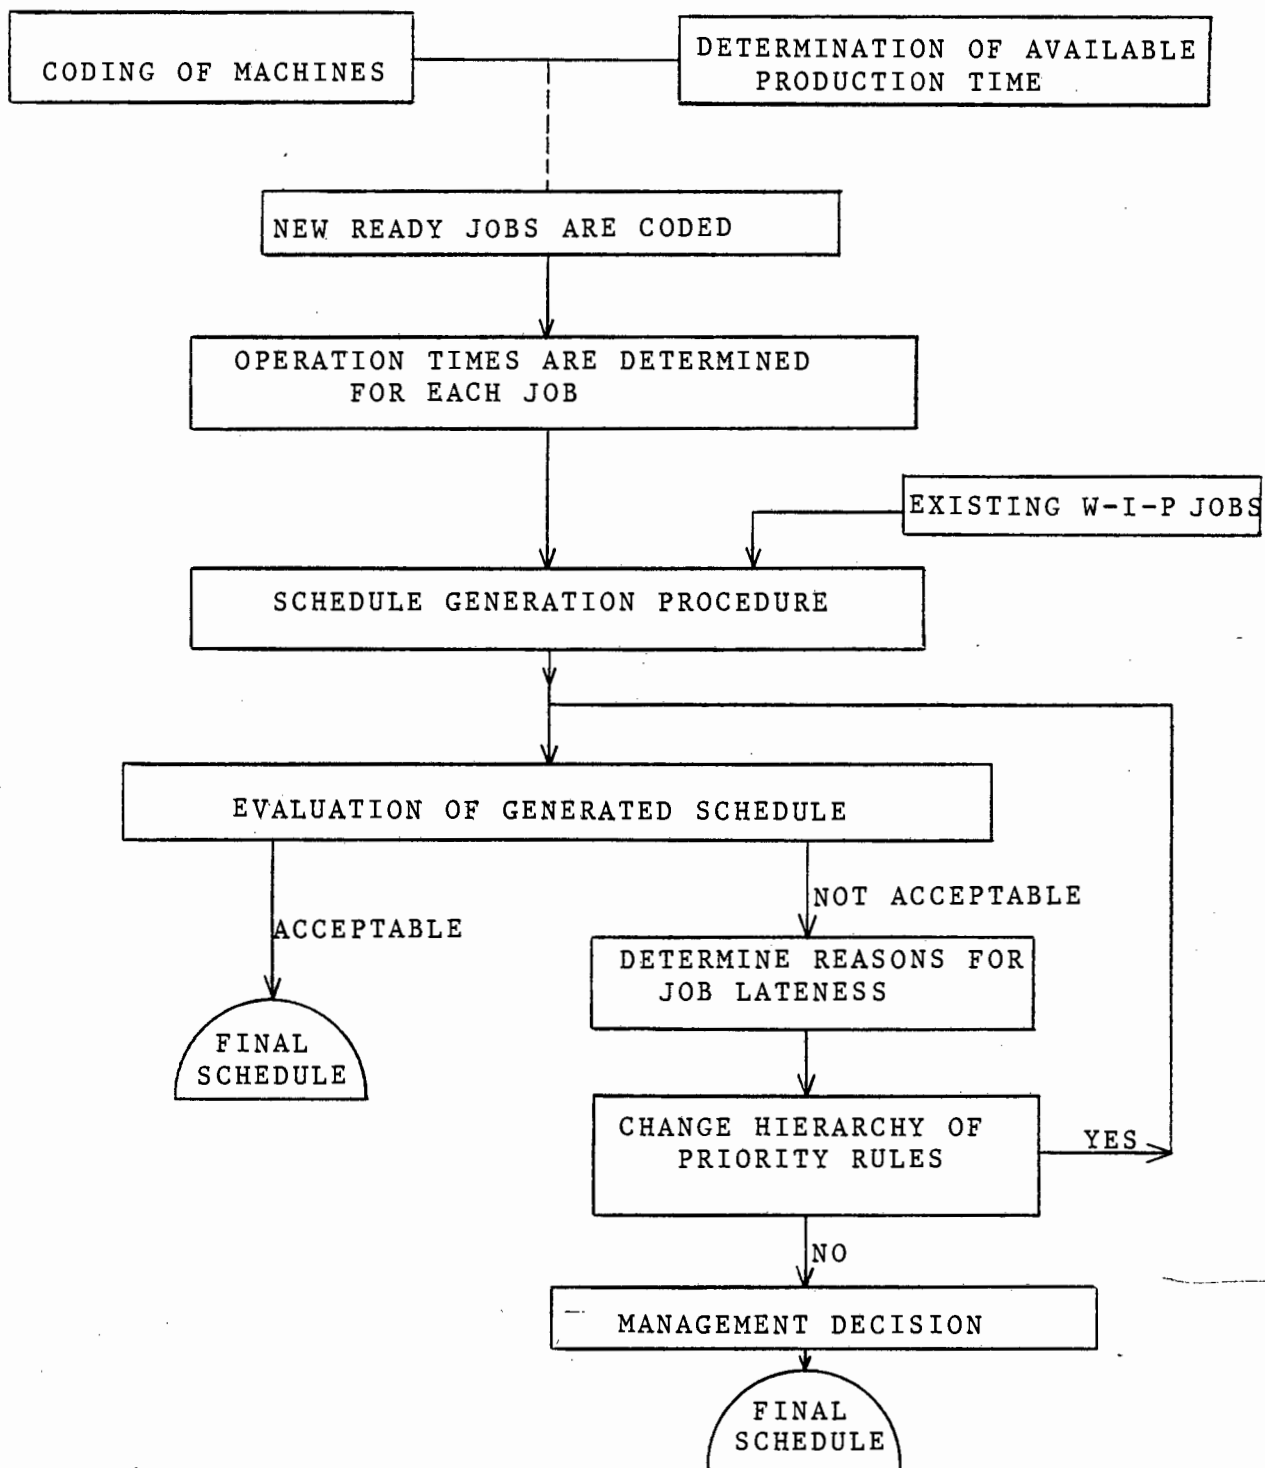 CODING OF MACHINES
DETERMINATION OF AVAILABLE
PRODUCTION TIME
NEW READY JOBS ARE CODED
OPERATION TIMES ARE DETERMINED
FOR EACH JOB
EXISTING W-I-P JOBS
SCHEDULE GENERATION PROCEDURE
EVALUATION OF GENERATED SCHEDULE
NOT ACCEPTABLE
ACCEPTABLE
DETERMINE REASONS FOR
JOB LATENESS
FINAL
SCHEDULE
CHANGE HIERARCHY OF
PRIORITY RULES
YES
NO
MANAGEMENT DECISION
FINAL
SCHEDULE